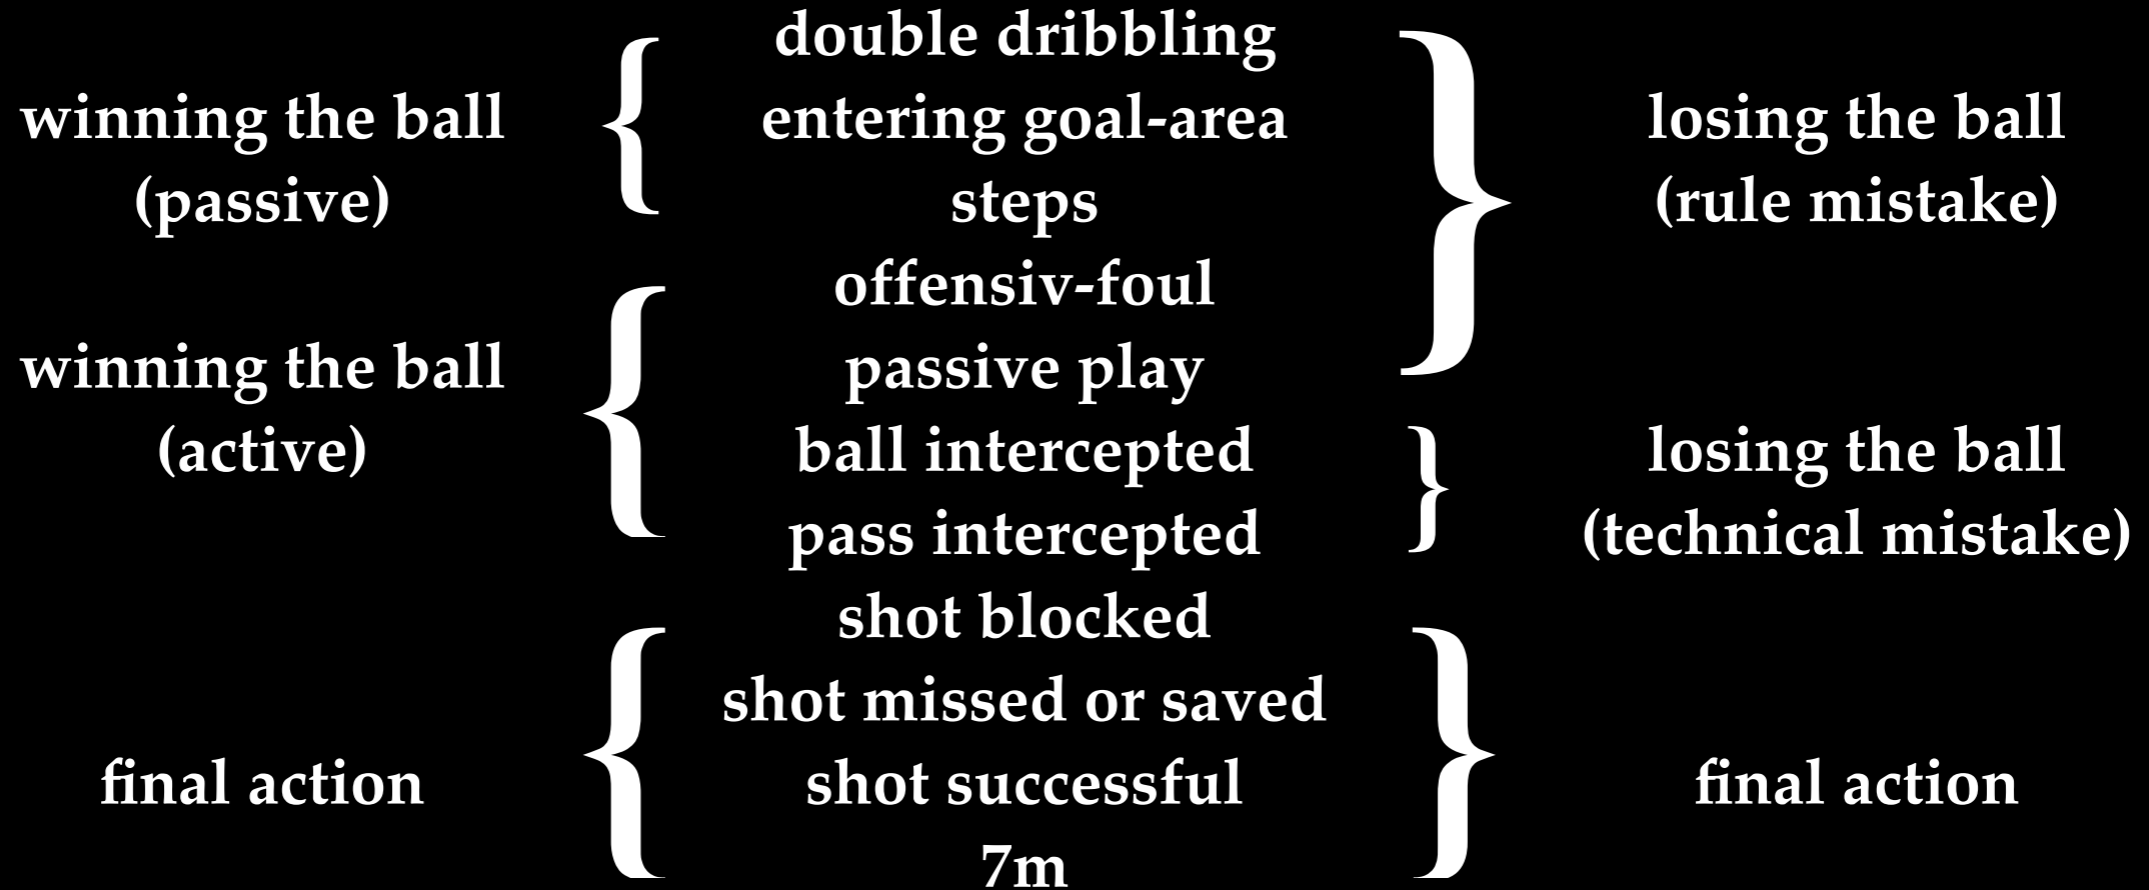 double dribbling
winning the ball { entering goal-area } losing the ball
(passive) steps (rule mistake)
offensiv-foul
winning the ball { passive play
(active) ball intercepted } losing the ball
pass intercepted (technical mistake)
shot blocked
shot missed or saved
final action { shot successful } final action
7m